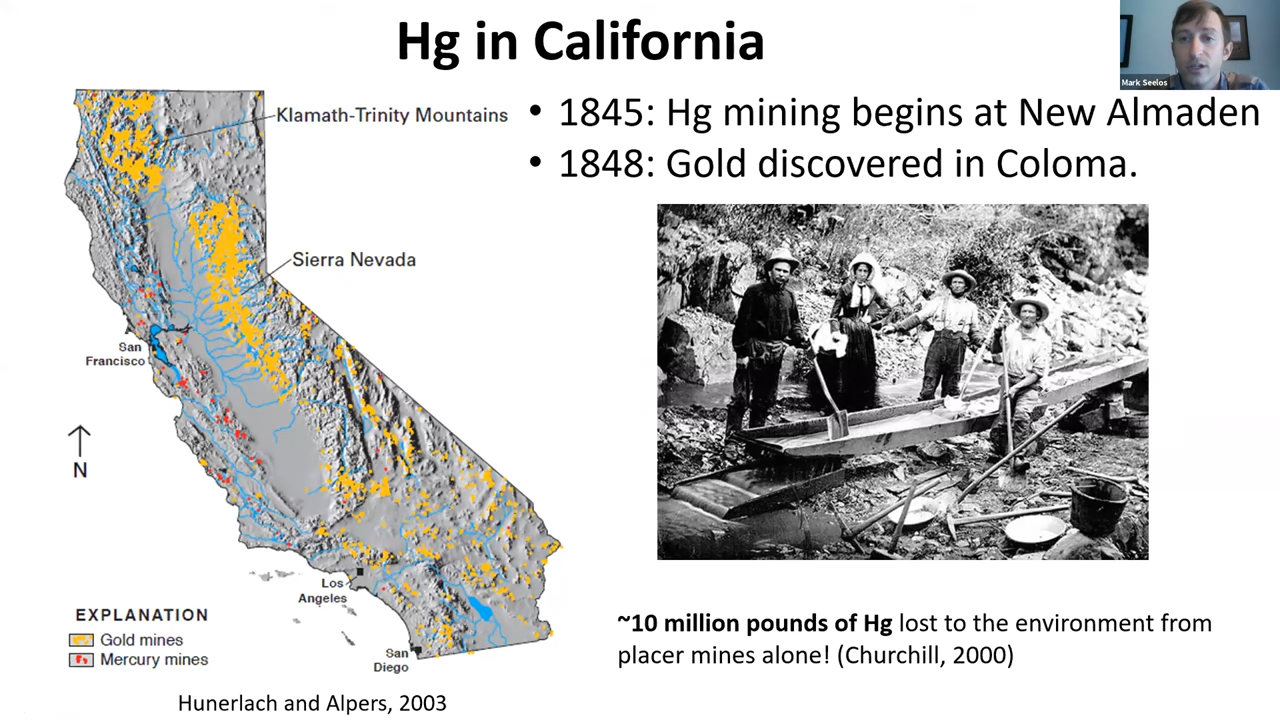 Hg in California
Mark Seelos
• 1845: Hg mining begins at New Almaden
• 1848: Gold discovered in Coloma.
Klamath-Trinity Mountains
Sierra Nevada
San
Francisco
N
Los
Angeles
San
Diego
EXPLANATION
Gold mines
Mercury mines
Hunerlach and Alpers, 2003
~10 million pounds of Hg lost to the environment from
placer mines alone! (Churchill, 2000)